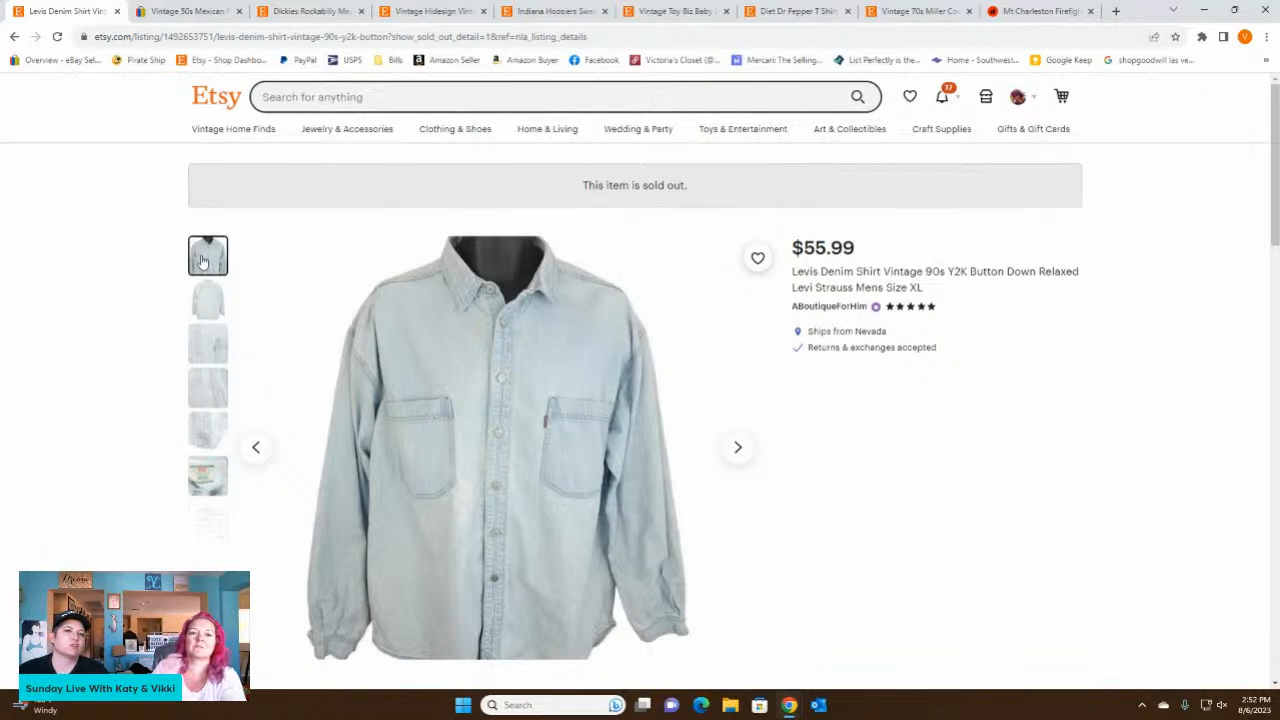 Levis Denim Shirt Vin
Vintage 50s Mexican F
Dickies Rockabilly Me
Vintage Hidesign Vint
Indiana Hoosiers Swe
Vintage Toy Biz Baby
Diet Dr Pepper T Shirt
Vintage 70s Miller Co
Mt Charleston Firefigh
etsy.com/listing/1492653751/levis-denim-shirt-vintage-90s-y2k-button?show_sold_out_detail=1&ref=nla_listing_details
V
Overview - eBay Sel...
Pirate Ship
Etsy - Shop Dashbo...
PayPal
USPS
Bills
Amazon Seller
Amazon Buyer
Facebook
Victoria's Closet (@...
Mercari: The Selling...
List Perfectly is the...
Home - Southwest...
Google Keep
shopgoodwill las ve...
Etsy
Search for anything
17
Vintage Home Finds
Jewelry & Accessories
Clothing & Shoes
Home & Living
Wedding & Party
Toys & Entertainment
Art & Collectibles
Craft Supplies
Gifts & Gift Cards
This item is sold out.
$55.99
Levis Denim Shirt Vintage 90s Y2K Button Down Relaxed
Levi Strauss Mens Size XL
ABoutiqueForHim
Ships from Nevada
Returns & exchanges accepted
Dream
Sunday Live With Katy & Vikki
Windy
Search
2:52 PM
8/6/2023